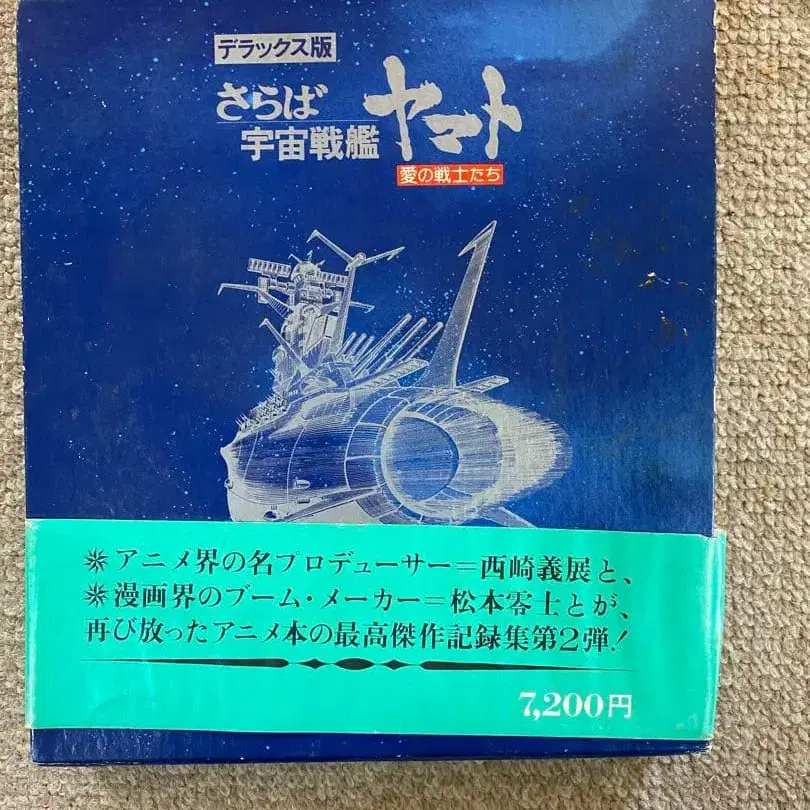 デラックス版
さらば
宇宙戦艦
ヤマト
愛の戦士たち
✷アニメ界の名プロデューサー=西崎義展と、
✷漫画界のブーム・メーカー=松本零士とが、
再び放ったアニメ本の最高傑作記録集第2弾!
7,200円